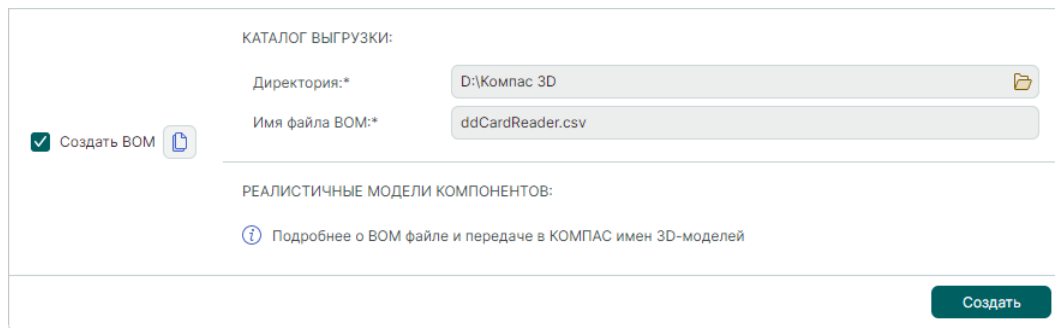 КАТАЛОГ ВЫГРУЗКИ:
Директория:*
D:\Компас 3D
Имя файла BOM:*
ddCardReader.csv
Создать BOM
РЕАЛИСТИЧНЫЕ МОДЕЛИ КОМПОНЕНТОВ:
Подробнее о BOM файле и передаче в КОМПАС имен 3D-моделей
Создать